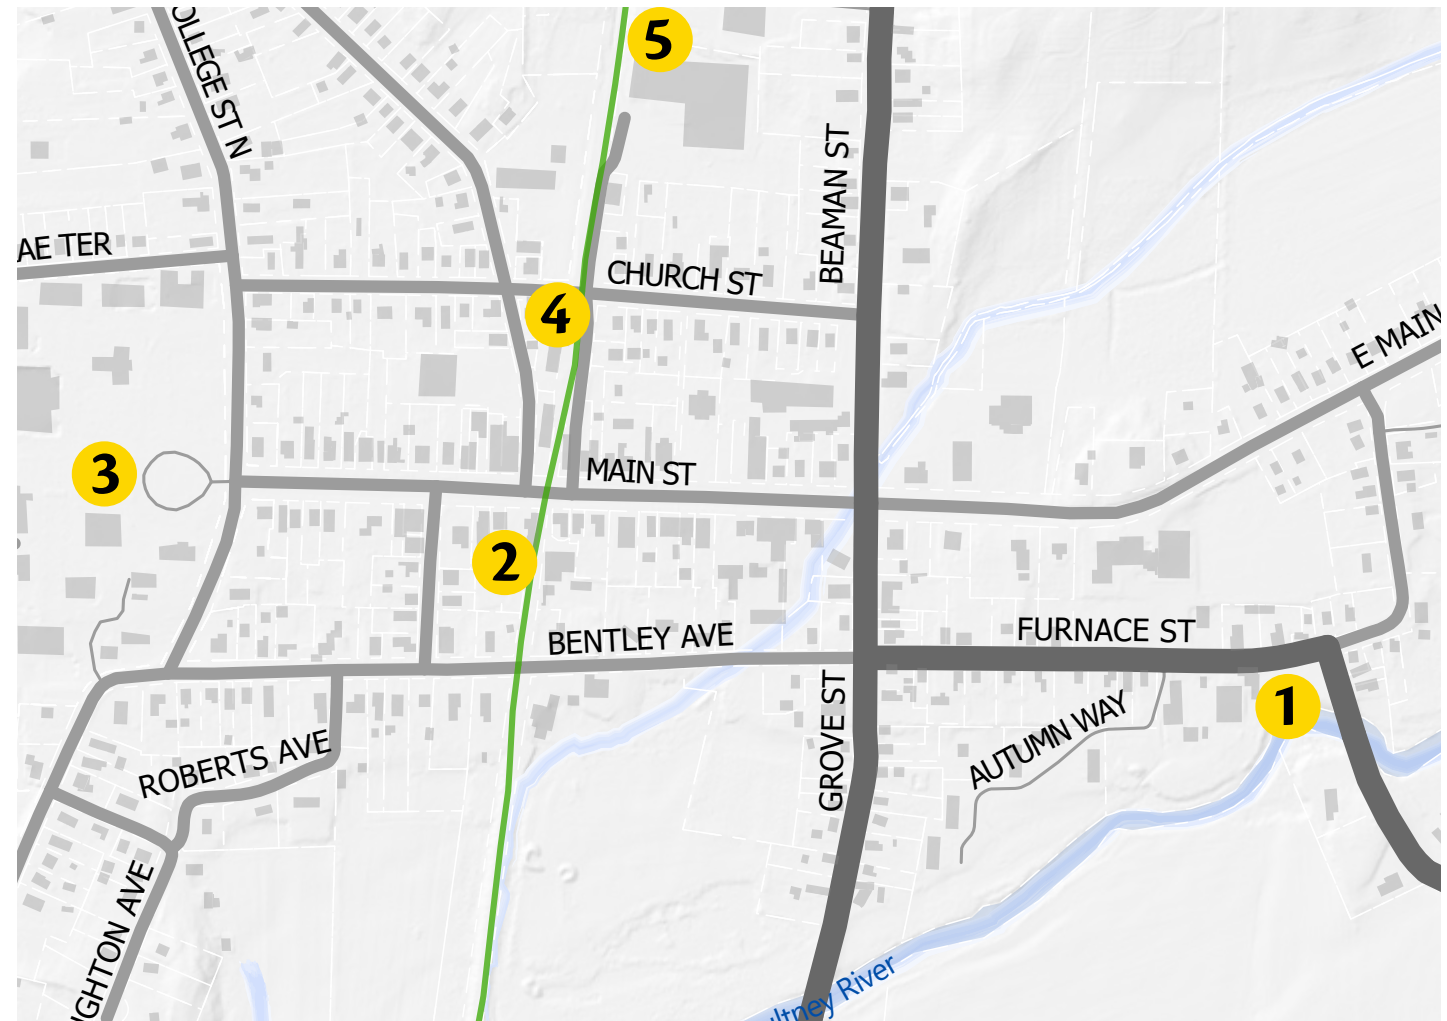 5
OLLEGE ST N
BEAMAN ST
AE TER
CHURCH ST
4
E MAIN
3
MAIN ST
2
BENTLEY AVE
FURNACE ST
1
GROVE ST
AUTUMN WAY
ROBERTS AVE
GHTON AVE
ltney River